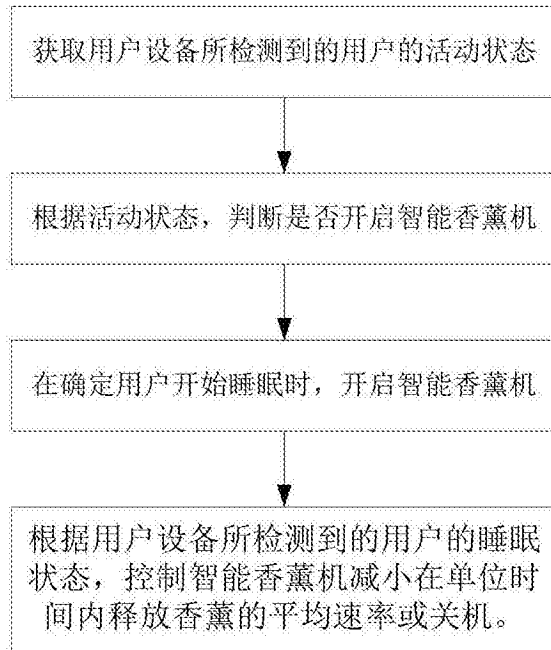 获取用户设备所检测到的用户的活动状态
根据活动状态，判断是否开启智能香薰机
在确定用户开始睡眠时，开启智能香薰机
根据用户设备所检测到的用户的睡眠
状态，控制智能香薰机减小在单位时
间内释放香薰的平均速率或关机。